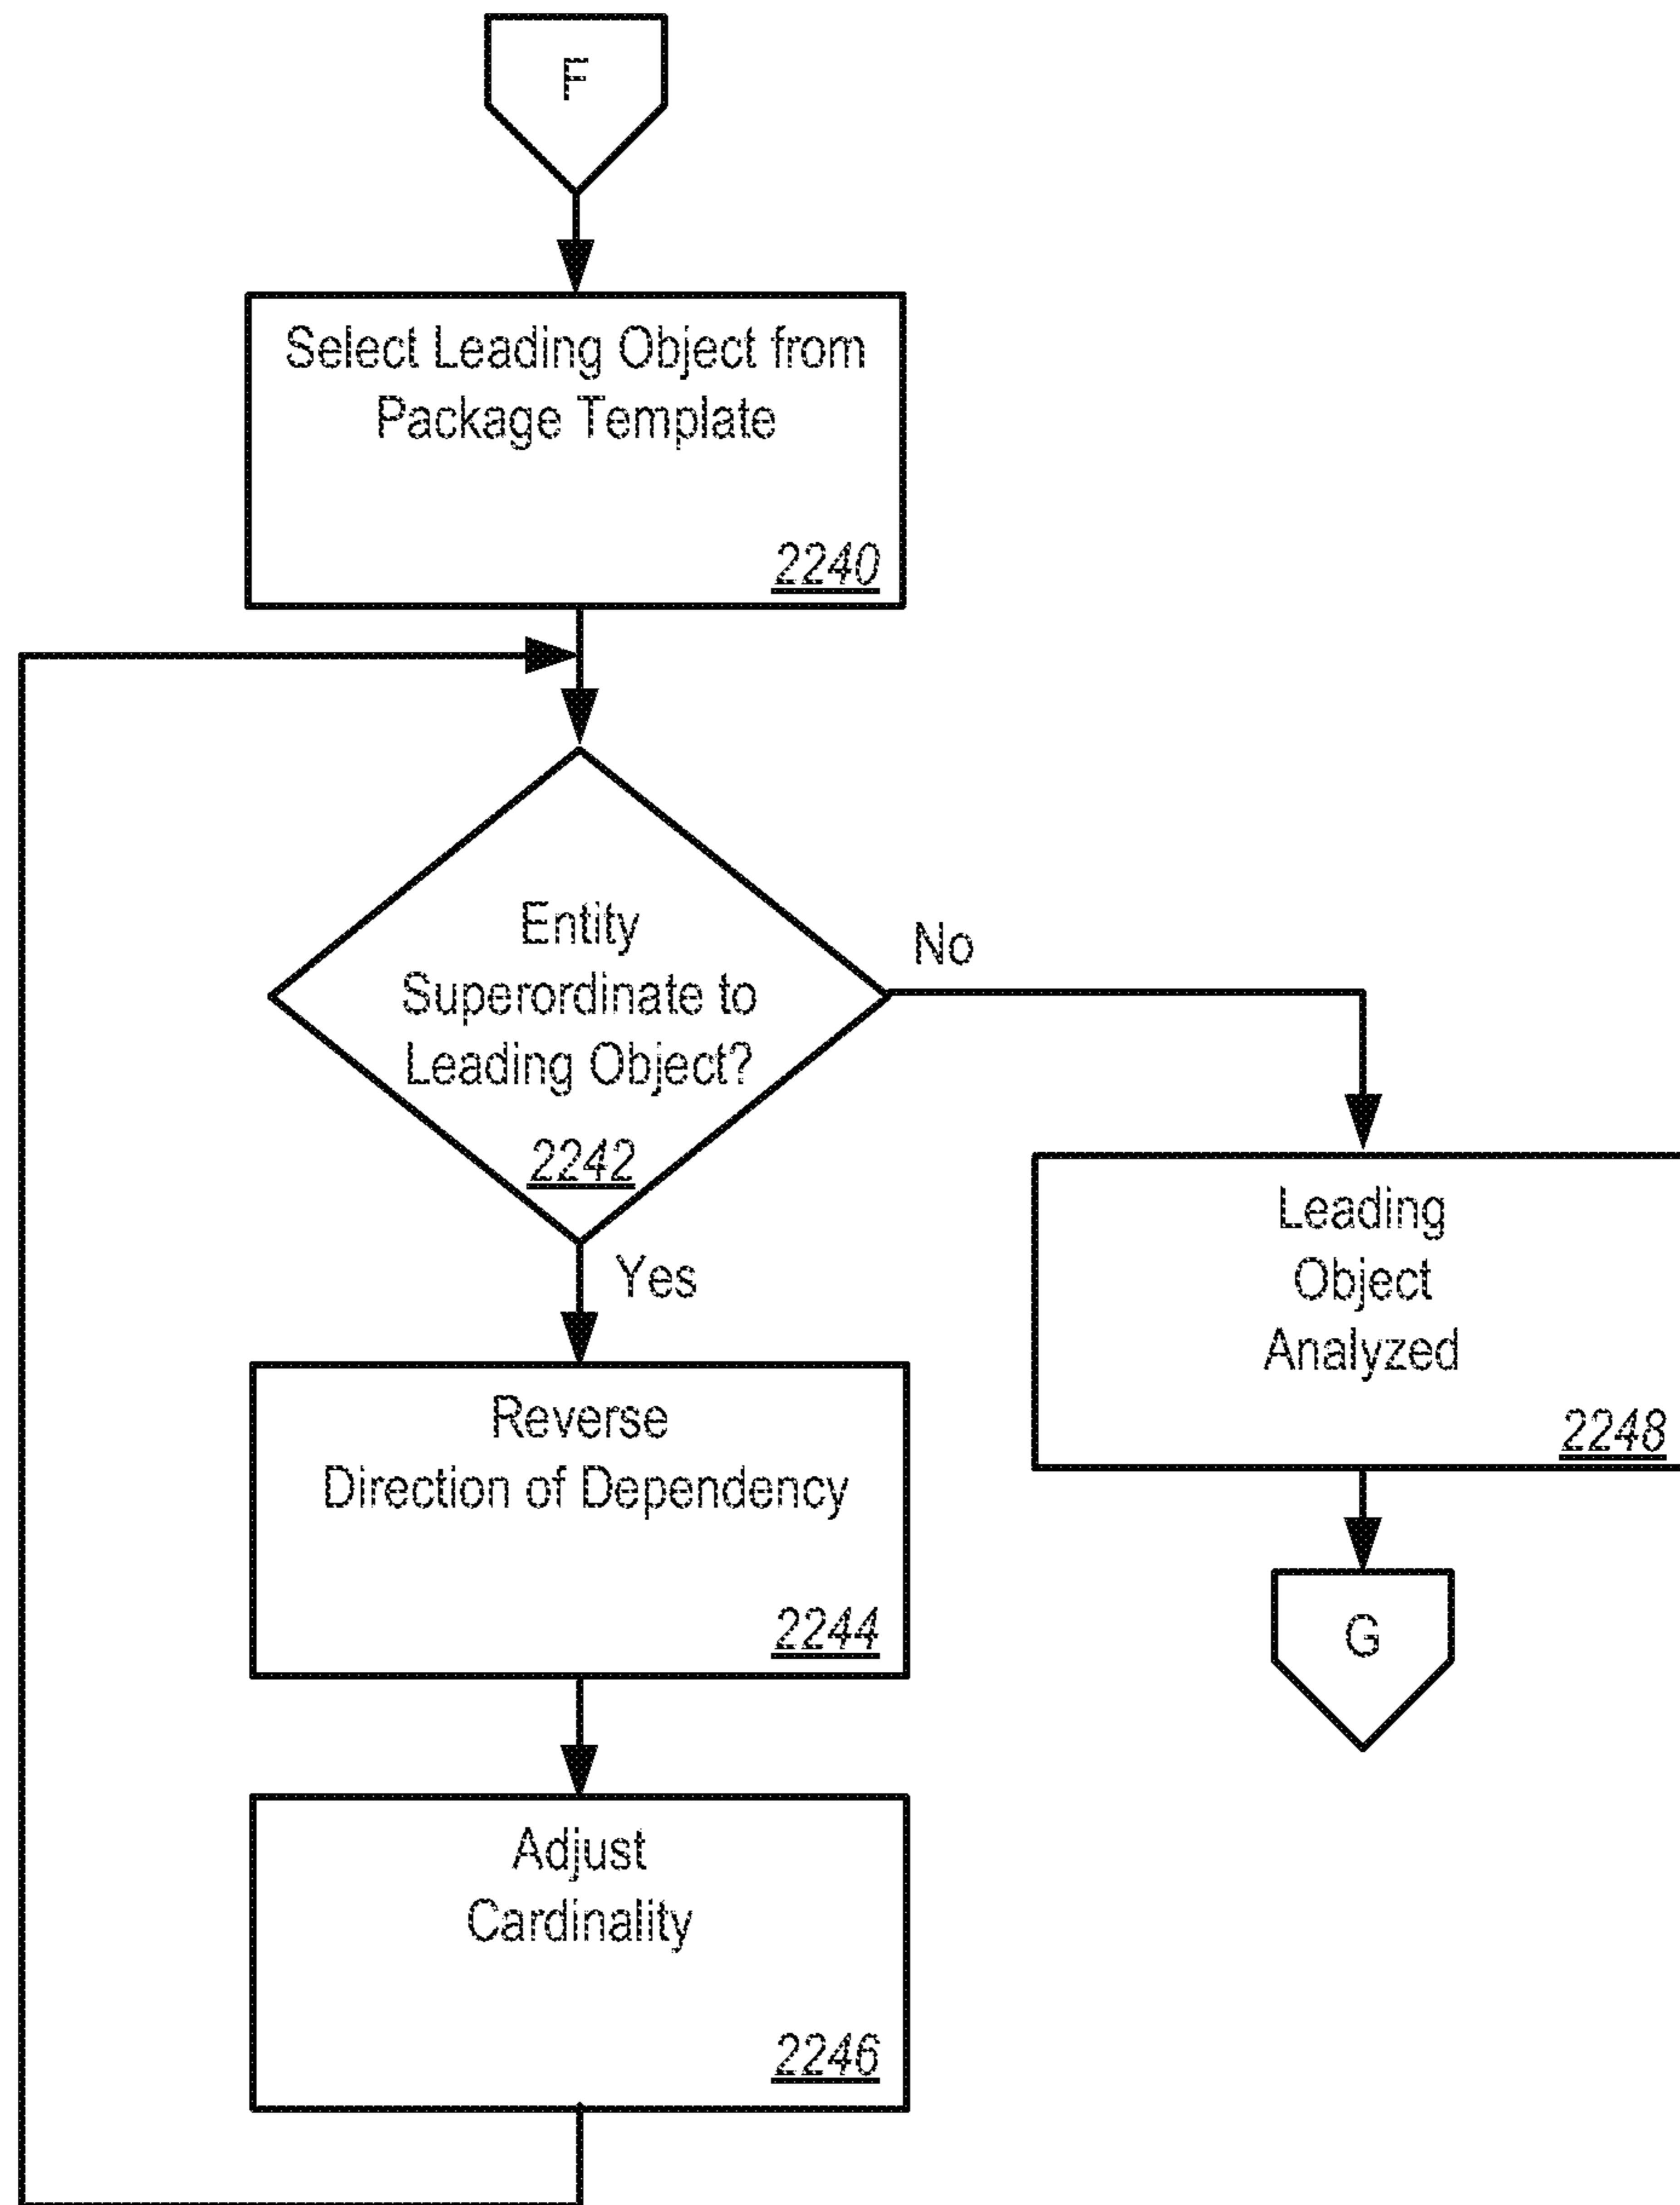 F
Select Leading Object from
Package Template
2240
Entity
Superordinate to
Leading Object?
2242
No
Yes
Leading
Object
Analyzed
2248
Reverse
Direction of Dependency
2244
G
Adjust
Cardinality
2246